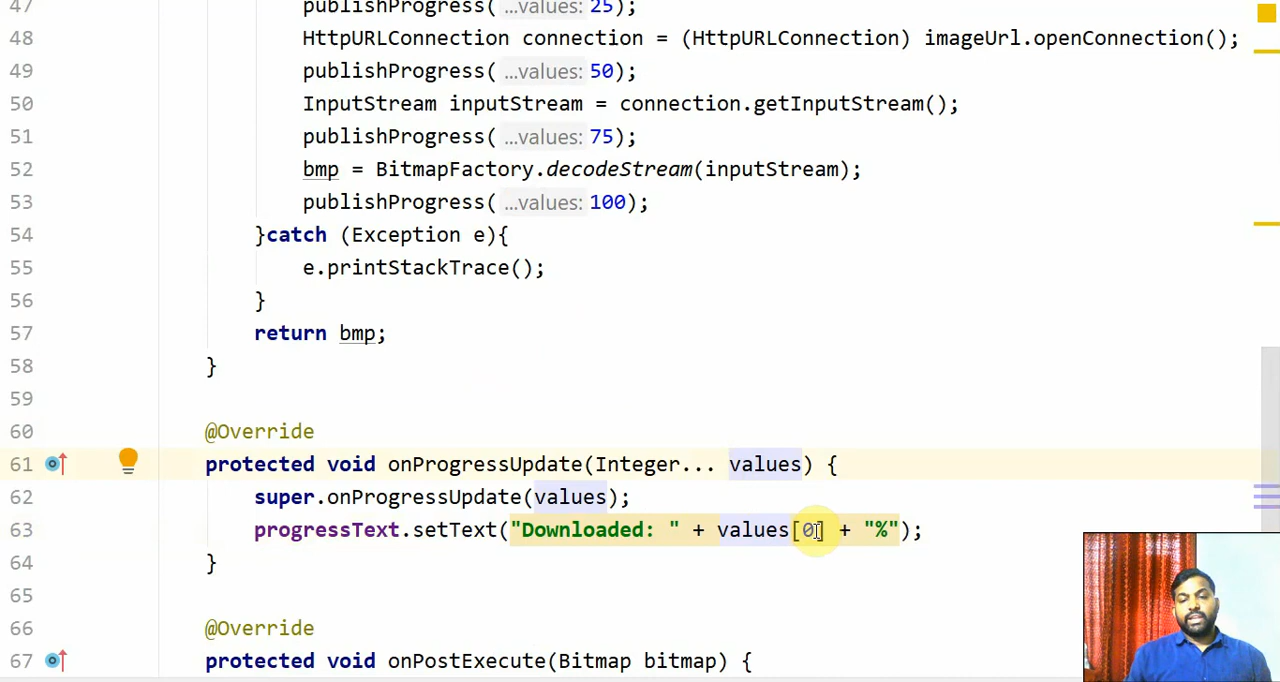 47 publishProgress( ...values: 25);
48 HttpURLConnection connection = (HttpURLConnection) imageUrl.openConnection();
49 publishProgress( ...values: 50);
50 InputStream inputStream = connection.getInputStream();
51 publishProgress( ...values: 75);
52 bmp = BitmapFactory.decodeStream(inputStream);
53 publishProgress( ...values: 100);
54 }catch (Exception e){
55 e.printStackTrace();
56 }
57 return bmp;
58 }
59
60 @Override
61 protected void onProgressUpdate(Integer... values) {
62 super.onProgressUpdate(values);
63 progressText.setText("Downloaded: " + values[0] + "%");
64 }
65
66 @Override
67 protected void onPostExecute(Bitmap bitmap) {